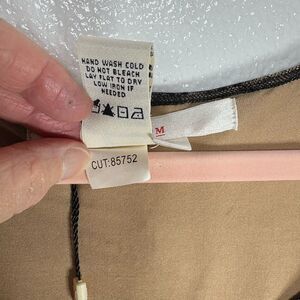 HAND WASH COLD
DO NOT BLEACH
LAY FLAT TO DRY
LOW IRON IF
NEEDED
M
CUT:85752